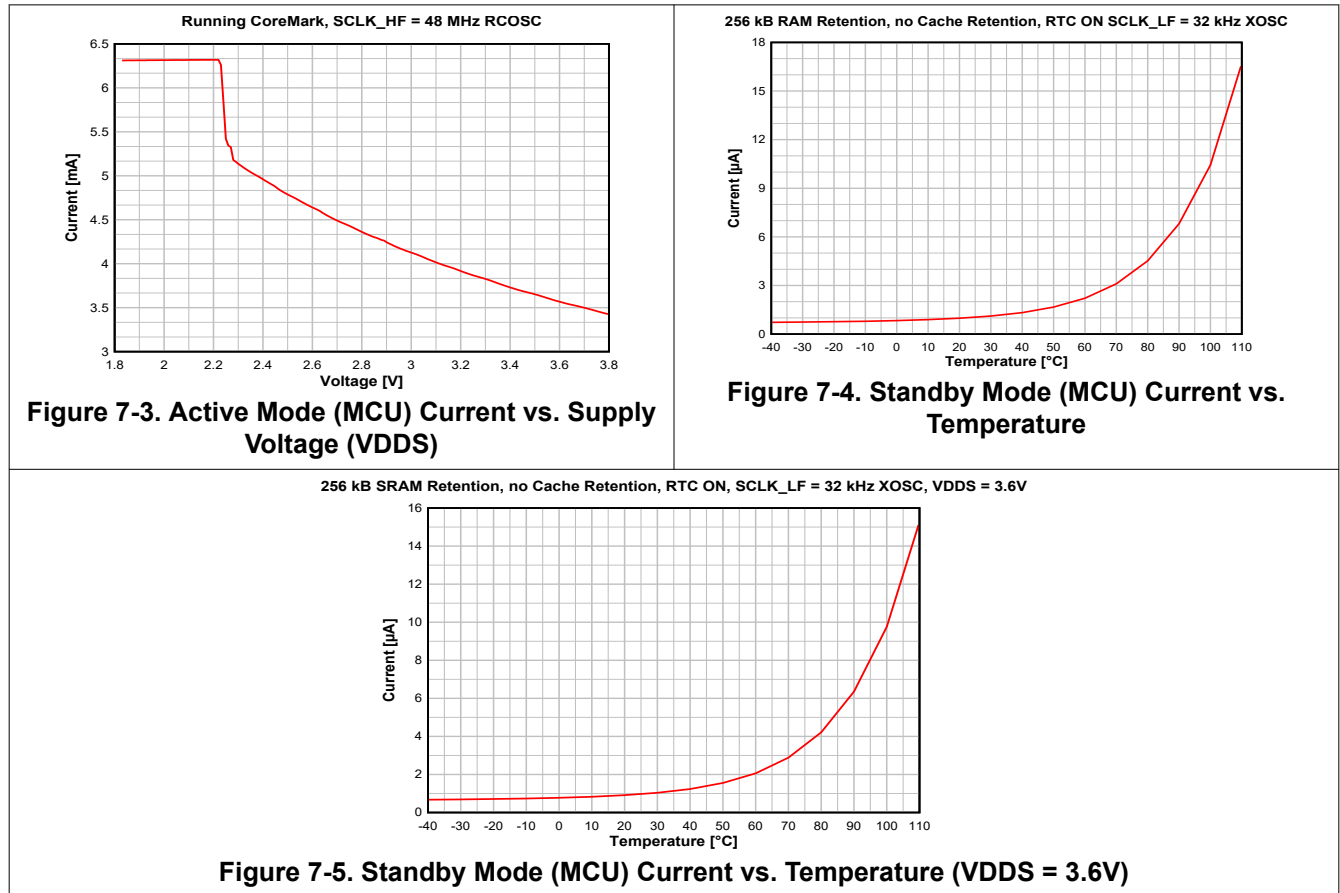 Running CoreMark, SCLK_HF = 48 MHz RCOSC
6.5
6
5.5
5
4.5
4
3.5
3
Current [mA]
1.8 2 2.2 2.4 2.6 2.8 3 3.2 3.4 3.6 3.8
Voltage [V]
Figure 7-3. Active Mode (MCU) Current vs. Supply
Voltage (VDDS)
256 kB RAM Retention, no Cache Retention, RTC ON SCLK_LF = 32 kHz XOSC
18
15
12
9
6
3
0
Current [µA]
-40 -30 -20 -10 0 10 20 30 40 50 60 70 80 90 100 110
Temperature [°C]
Figure 7-4. Standby Mode (MCU) Current vs.
Temperature
256 kB SRAM Retention, no Cache Retention, RTC ON, SCLK_LF = 32 kHz XOSC, VDDS = 3.6V
16
14
12
10
8
6
4
2
0
Current [µA]
-40 -30 -20 -10 0 10 20 30 40 50 60 70 80 90 100 110
Temperature [°C]
Figure 7-5. Standby Mode (MCU) Current vs. Temperature (VDDS = 3.6V)